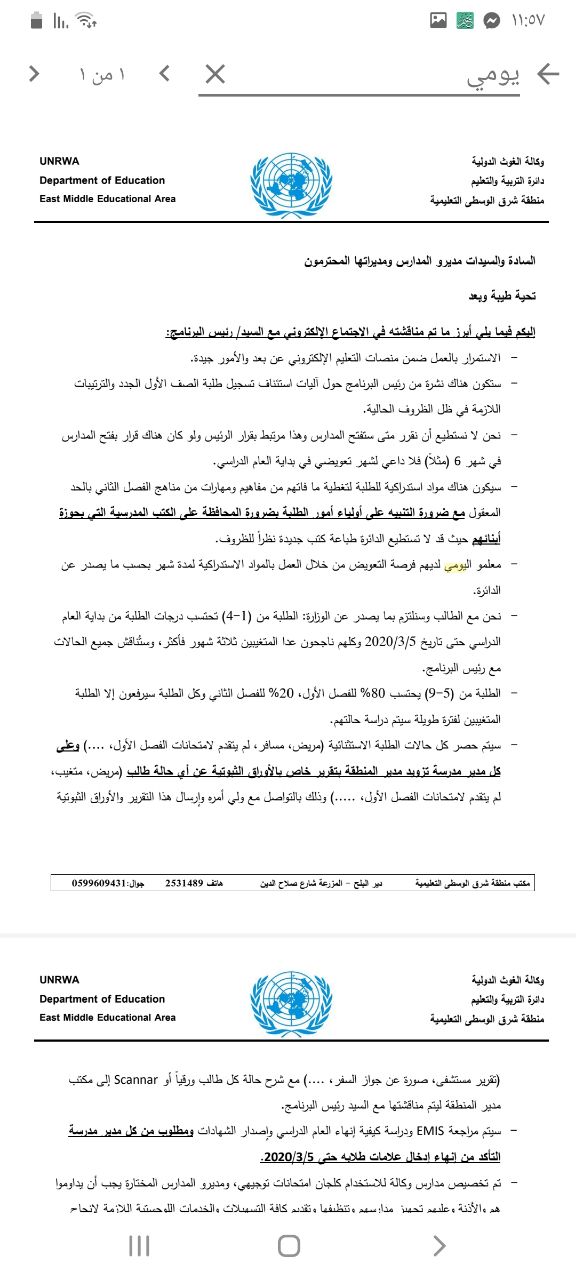 ١١:٥٧
يومي
١ من ١
UNRWA
Department of Education
East Middle Educational Area
وكالة الغوث الدولية
دائرة التربية والتعليم
منطقة شرق الوسطى التعليمية
السادة والسيدات مديرو المدارس ومديراتها المحترمون
تحية طيبة وبعد
إليكم فيما يلي أبرز ما تم مناقشته في الاجتماع الإلكتروني مع السيد/ رئيس البرنامج:
- الاستمرار بالعمل ضمن منصات التعليم الإلكتروني عن بعد والأمور جيدة.
- ستكون هناك نشرة من رئيس البرنامج حول آليات استئناف تسجيل طلبة الصف الأول الجدد والترتيبات
اللازمة في ظل الظروف الحالية.
- نحن لا نستطيع أن نقرر متى ستفتح المدارس وهذا مرتبط بقرار الرئيس ولو كان هناك قرار بفتح المدارس
في شهر 6 (مثلاً) فلا داعي لشهر تعويضي في بداية العام الدراسي.
- سيكون هناك مواد استدراكية للطلبة لتغطية ما فاتهم من مفاهيم ومهارات من مناهج الفصل الثاني بالحد
المعقول مع ضرورة التنبيه على أولياء أمور الطلبة بضرورة المحافظة على الكتب المدرسية التي بحوزة
أبنائهم حيث قد لا تستطيع الدائرة طباعة كتب جديدة نظراً للظروف.
- معلمو اليومي لديهم فرصة التعويض من خلال العمل بالمواد الاستدراكية لمدة شهر بحسب ما يصدر عن
الدائرة.
- نحن مع الطالب وسنلتزم بما يصدر عن الوزارة: الطلبة من (1-4) تحتسب درجات الطلبة من بداية العام
الدراسي حتى تاريخ 2020/3/5 وكلهم ناجحون عدا المتغيبين ثلاثة شهور فأكثر، وستُناقش جميع الحالات
مع رئيس البرنامج.
- الطلبة من (5-9) يحتسب 80% للفصل الأول، 20% للفصل الثاني وكل الطلبة سيرفعون إلا الطلبة
المتغيبين لفترة طويلة سيتم دراسة حالتهم.
- سيتم حصر كل حالات الطلبة الاستثنائية (مريض، مسافر، لم يتقدم لامتحانات الفصل الأول، ....) وعلى
كل مدير مدرسة تزويد مدير المنطقة بتقرير خاص بالأوراق الثبوتية عن أي حالة طالب (مريض، متغيب،
لم يتقدم لامتحانات الفصل الأول، .....) وذلك بالتواصل مع ولي أمره وإرسال هذا التقرير والأوراق الثبوتية
مكتب منطقة شرق الوسطى التعليمية دير البلح – المزرعة شارع صلاح الدين هاتف 2531489 جوال:0599609431
UNRWA
Department of Education
East Middle Educational Area
وكالة الغوث الدولية
دائرة التربية والتعليم
منطقة شرق الوسطى التعليمية
(تقرير مستشفى، صورة عن جواز السفر، ....) مع شرح حالة كل طالب ورقياً أو Scannar إلى مكتب
مدير المنطقة ليتم مناقشتها مع السيد رئيس البرنامج.
- سيتم مراجعة EMIS ودراسة كيفية إنهاء العام الدراسي وإصدار الشهادات ومطلوب من كل مدير مدرسة
التأكد من إنهاء إدخال علامات طلابه حتى 2020/3/5.
- تم تخصيص مدارس وكالة للاستخدام كلجان امتحانات توجيهي، ومديرو المدارس المختارة يجب أن يداوموا
هم والأذنة وعليهم تجهيز مدارسهم وتنظيفها وتقديم كافة التسهيلات والخدمات اللوجستية اللازمة لإنجاح